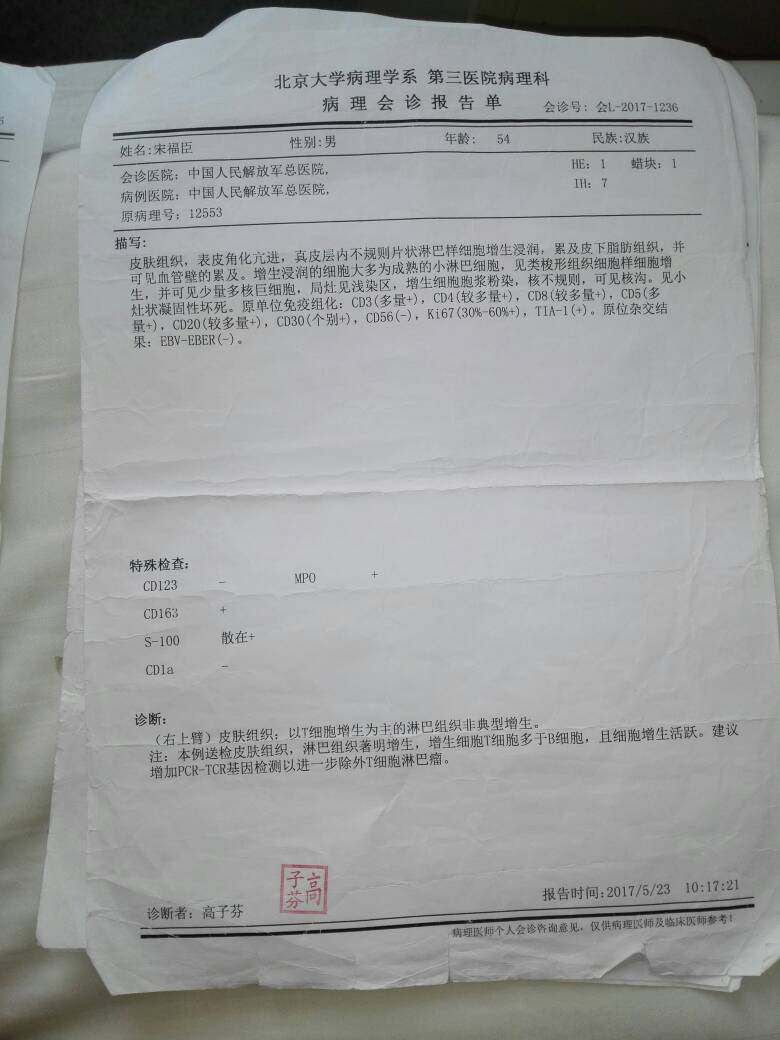 北京大学病理学系 第三医院病理科
病理会诊报告单
会诊号: 会L-2017-1236
姓名:宋福臣 性别:男 年龄: 54 民族:汉族
会诊医院: 中国人民解放军总医院, HE: 1 蜡块: 1
病例医院: 中国人民解放军总医院, IH: 7
原病理号: 12553
描写:
皮肤组织, 表皮角化亢进, 真皮层内不规则片状淋巴样细胞增生浸润, 累及皮下脂肪组织, 并
可见血管壁的累及。增生浸润的细胞大多为成熟的小淋巴细胞, 见类梭形组织细胞样细胞增
生, 并可见少量多核巨细胞, 局灶见浅染区, 增生细胞胞浆粉染, 核不规则, 可见核沟。见小
灶状凝固性坏死。原单位免疫组化: CD3(多量+), CD4(较多量+), CD8(较多量+), CD5(多
量+), CD20(较多量+), CD30(个别+), CD56(-), Ki67(30%-60%+), TIA-1(+)。原位杂交结
果: EBV-EBER(-)。
特殊检查:
CD123 - MPO +
CD163 +
S-100 散在+
CD1a -
诊断:
(右上臂) 皮肤组织; 以T细胞增生为主的淋巴组织非典型增生。
注: 本例送检皮肤组织, 淋巴组织著明增生, 增生细胞T细胞多于B细胞, 且细胞增生活跃。建议
增加PCR-TCR基因检测以进一步除外T细胞淋巴瘤。
高子芬
诊断者: 高子芬
报告时间:2017/5/23 10:17:21
病理医师个人会诊咨询意见, 仅供病理医师及临床医师参考!